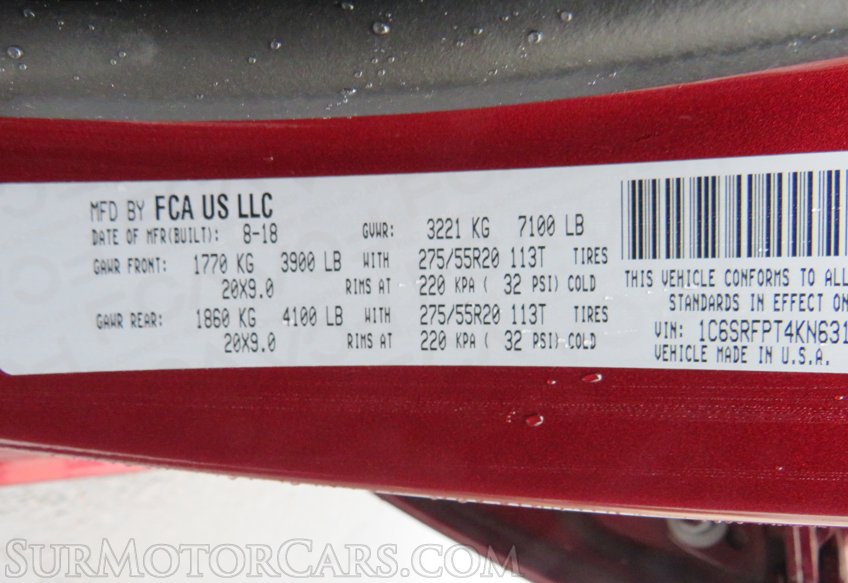 MFD BY FCA US LLC
DATE OF MFR(BUILT): 8-18 GVWR: 3221 KG 7100 LB
GAWR FRONT: 1770 KG 3900 LB WITH 275/55R20 113T TIRES
20X9.0 RIMS AT 220 KPA ( 32 PSI) COLD
GAWR REAR: 1860 KG 4100 LB WITH 275/55R20 113T TIRES
20X9.0 RIMS AT 220 KPA ( 32 PSI) COLD
THIS VEHICLE CONFORMS TO ALL
STANDARDS IN EFFECT ON
VIN: 1C6SRFPT4KN631
VEHICLE MADE IN U.S.A.
SURMOTORCARS.COM